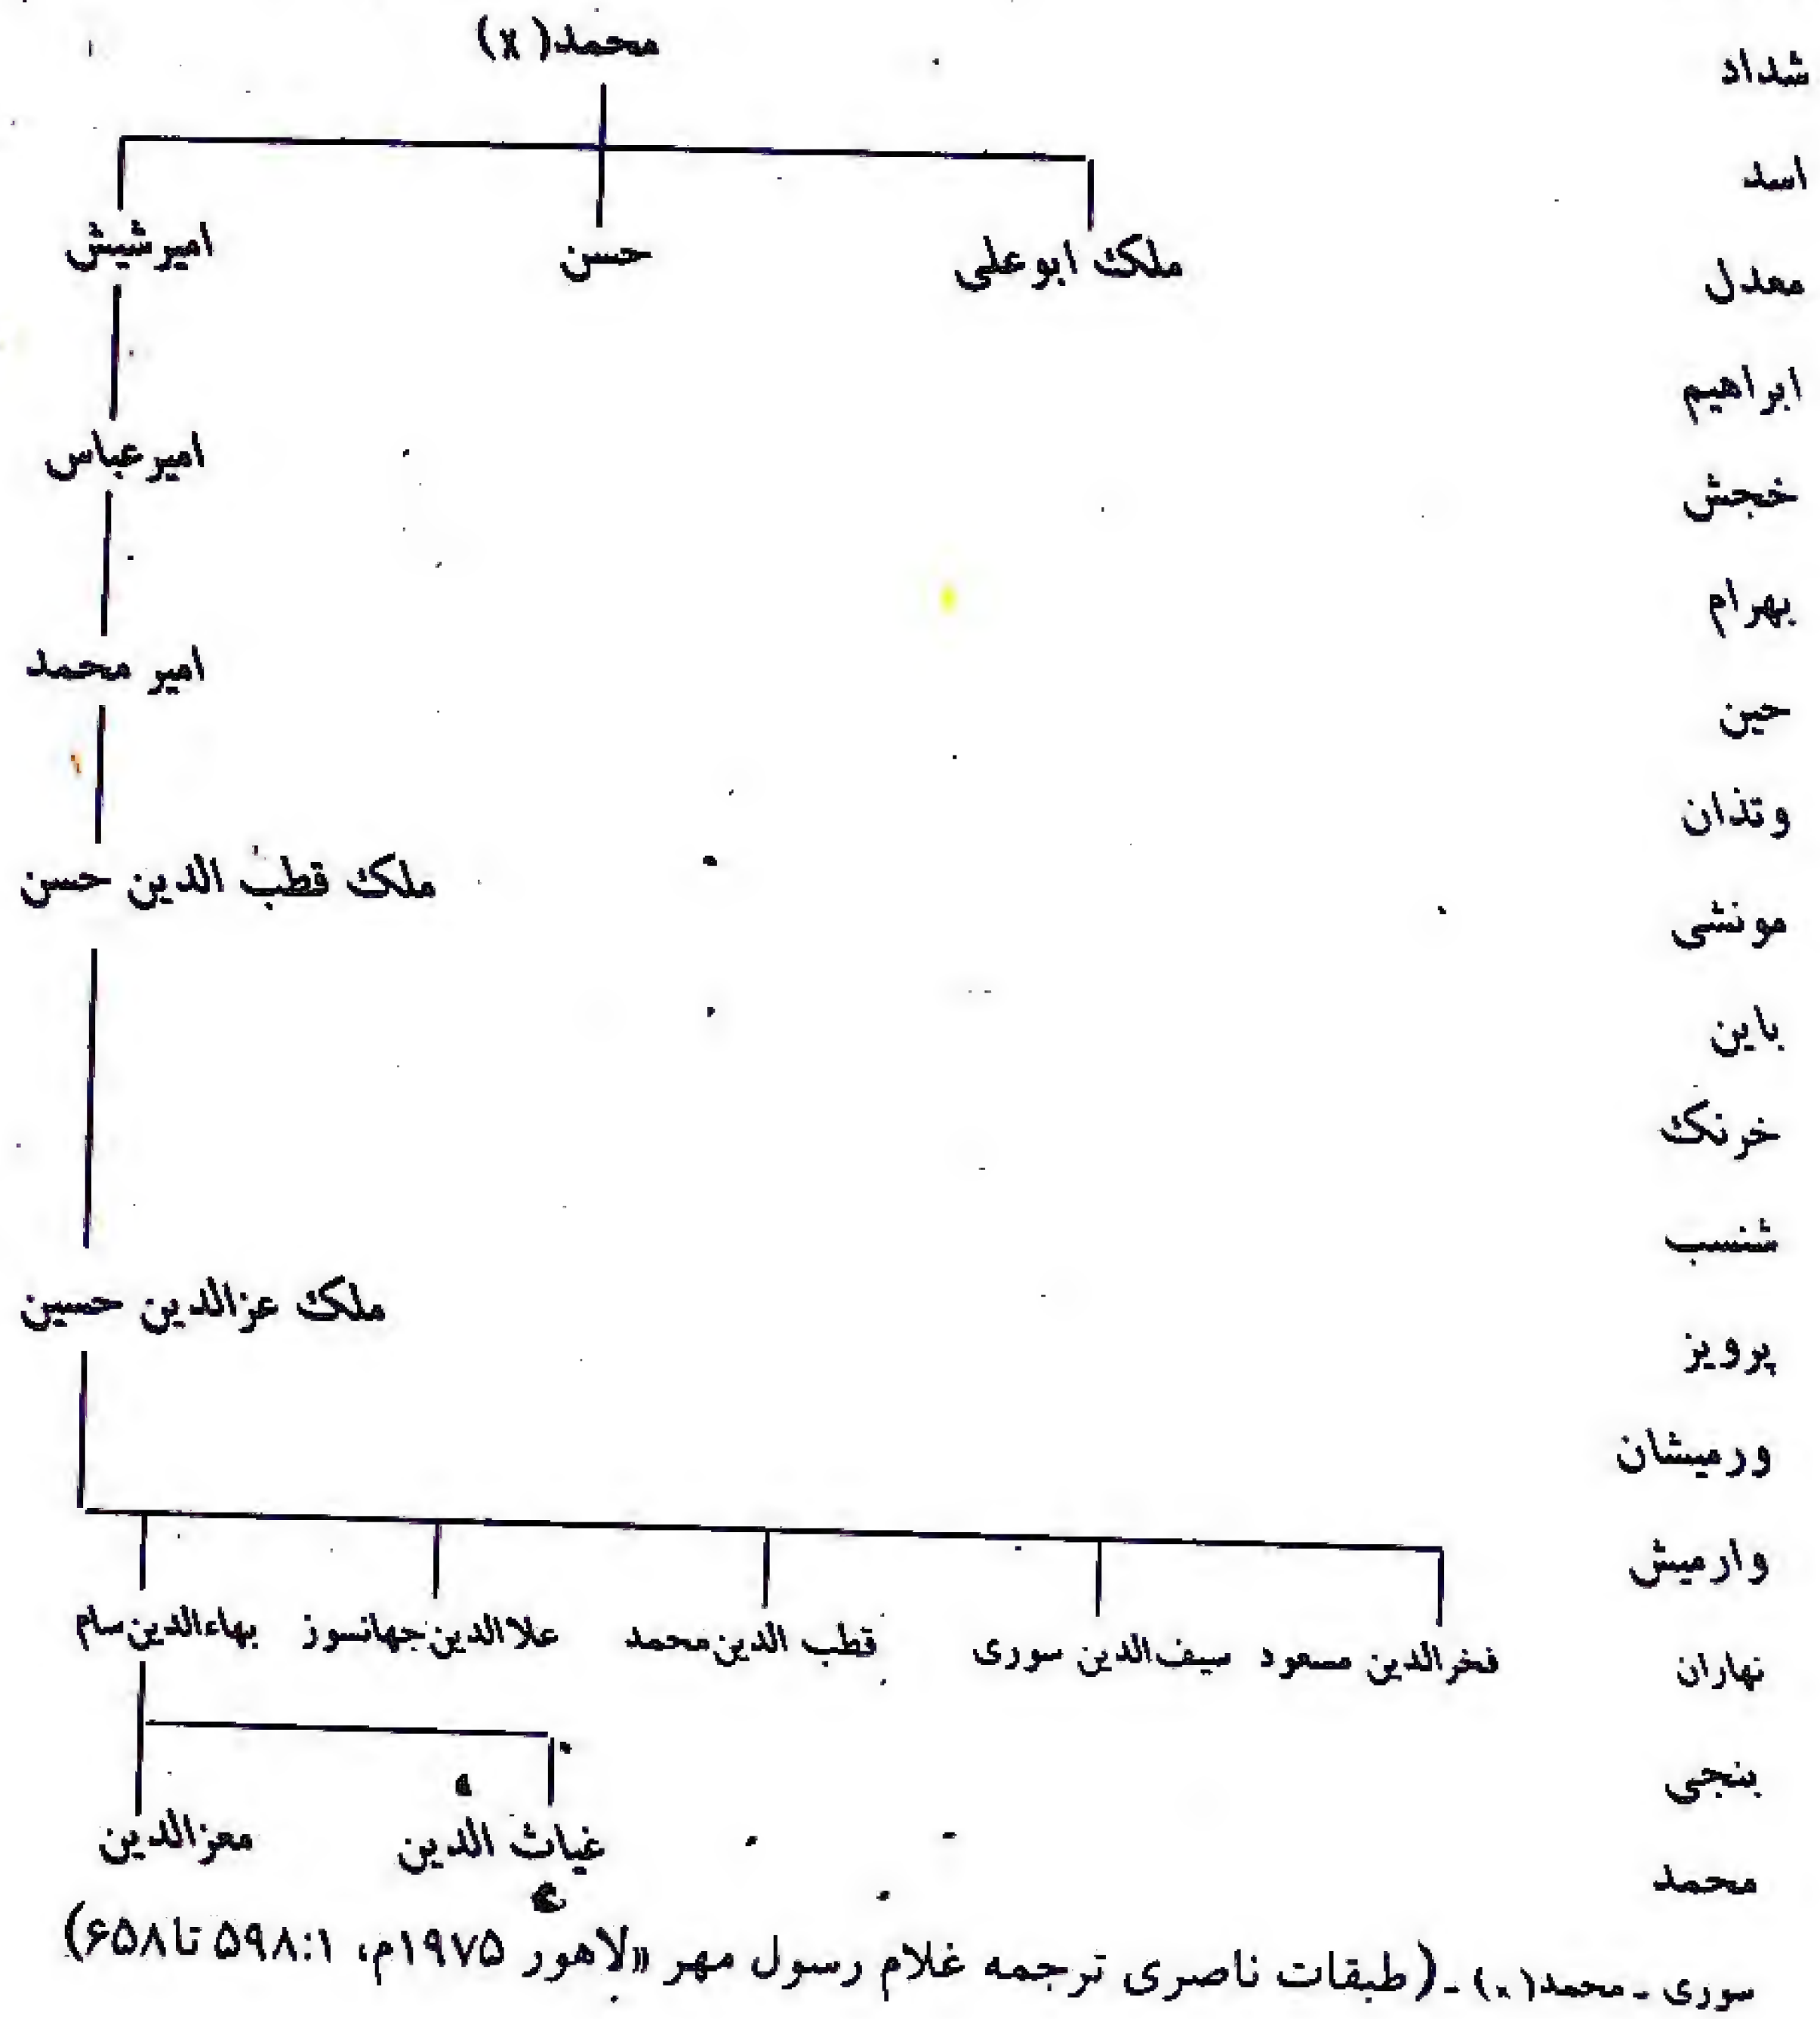 شداد
اسد
معدل
ابراهیم
خجش
بهرام
حین
وتذان
مونشی
باین
خرنک
شنسب
پرویز
ورمیشان
وارمیش
نهاران
بنجی
محمد
سوری ـ محمد(x) ـ (طبقات ناصری ترجمه غلام رسول مهر «لاهور ۱۹۷۵م، ۵۹۸:۱ تا ۶۵۸)
محمد(x)
ملک ابوعلی حسن امیرشیش
امیرعباس
امیر محمد
ملک قطب الدین حسن
ملک عزالدین حسین
فخرالدین مسعود سیف‌الدین سوری قطب الدین‌محمد علاالدین‌جهانسوز بهاءالدین‌سام
غیاث الدین معزالدین